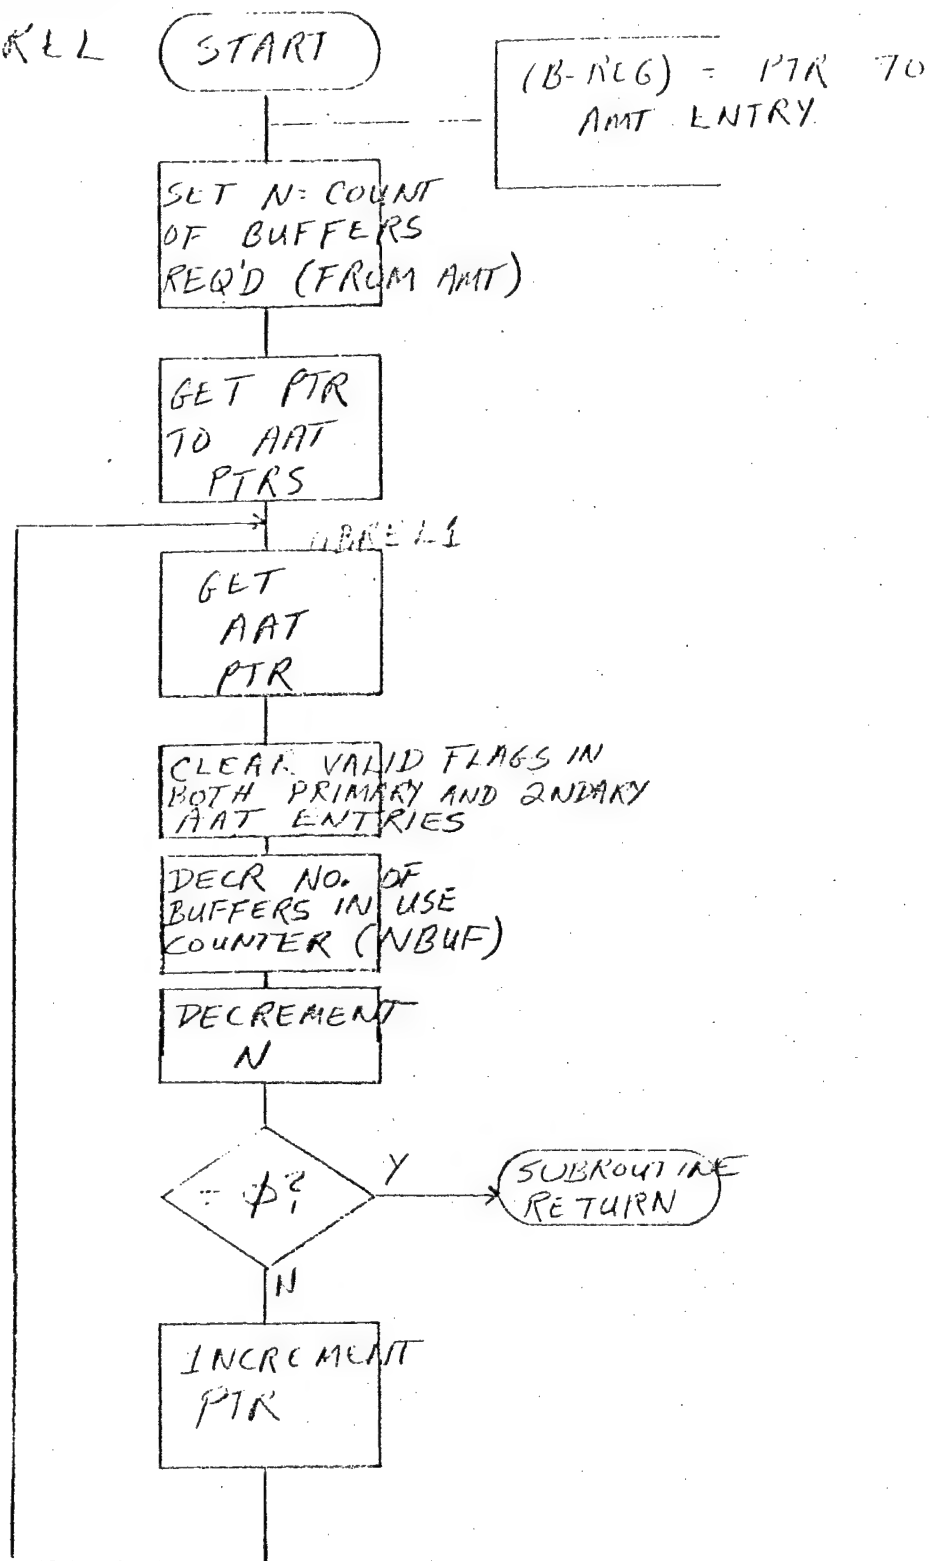 START
(B-REG) = PTR TO
AMT ENTRY
SET N= COUNT
OF BUFFERS
REQ'D (FROM AMT)
GET PTR
TO AAT
PTRS
GET
AAT
PTR
CLEAR VALID FLAGS IN
BOTH PRIMARY AND 2NDARY
AAT ENTRIES
DECR NO. OF
BUFFERS IN USE
COUNTER (NBUF)
DECREMENT
N
= φ?
Y
SUBROUTINE
RETURN
N
INCREMENT
PTR